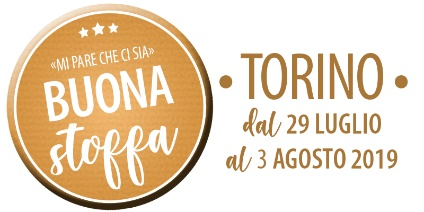 «MI PARE CHE CI SIA»
BUONA
stoffa
• TORINO •
dal 29 LUGLIO
al 3 AGOSTO 2019